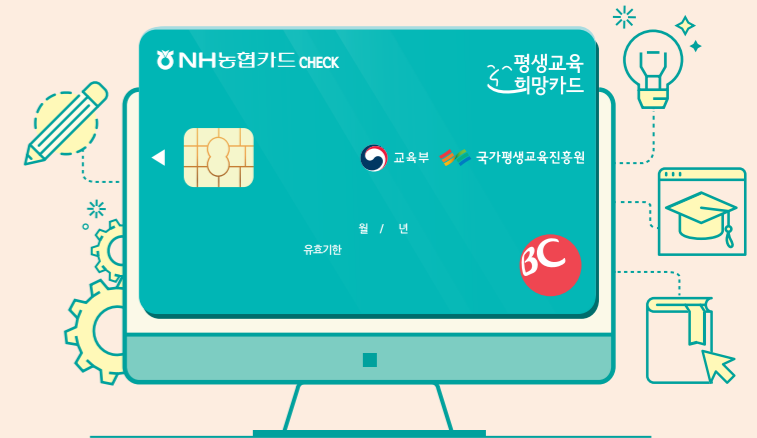 NH농협카드 CHECK
평생교육
희망카드
교육부 국가평생교육진흥원
월 / 년
유효기한
BC